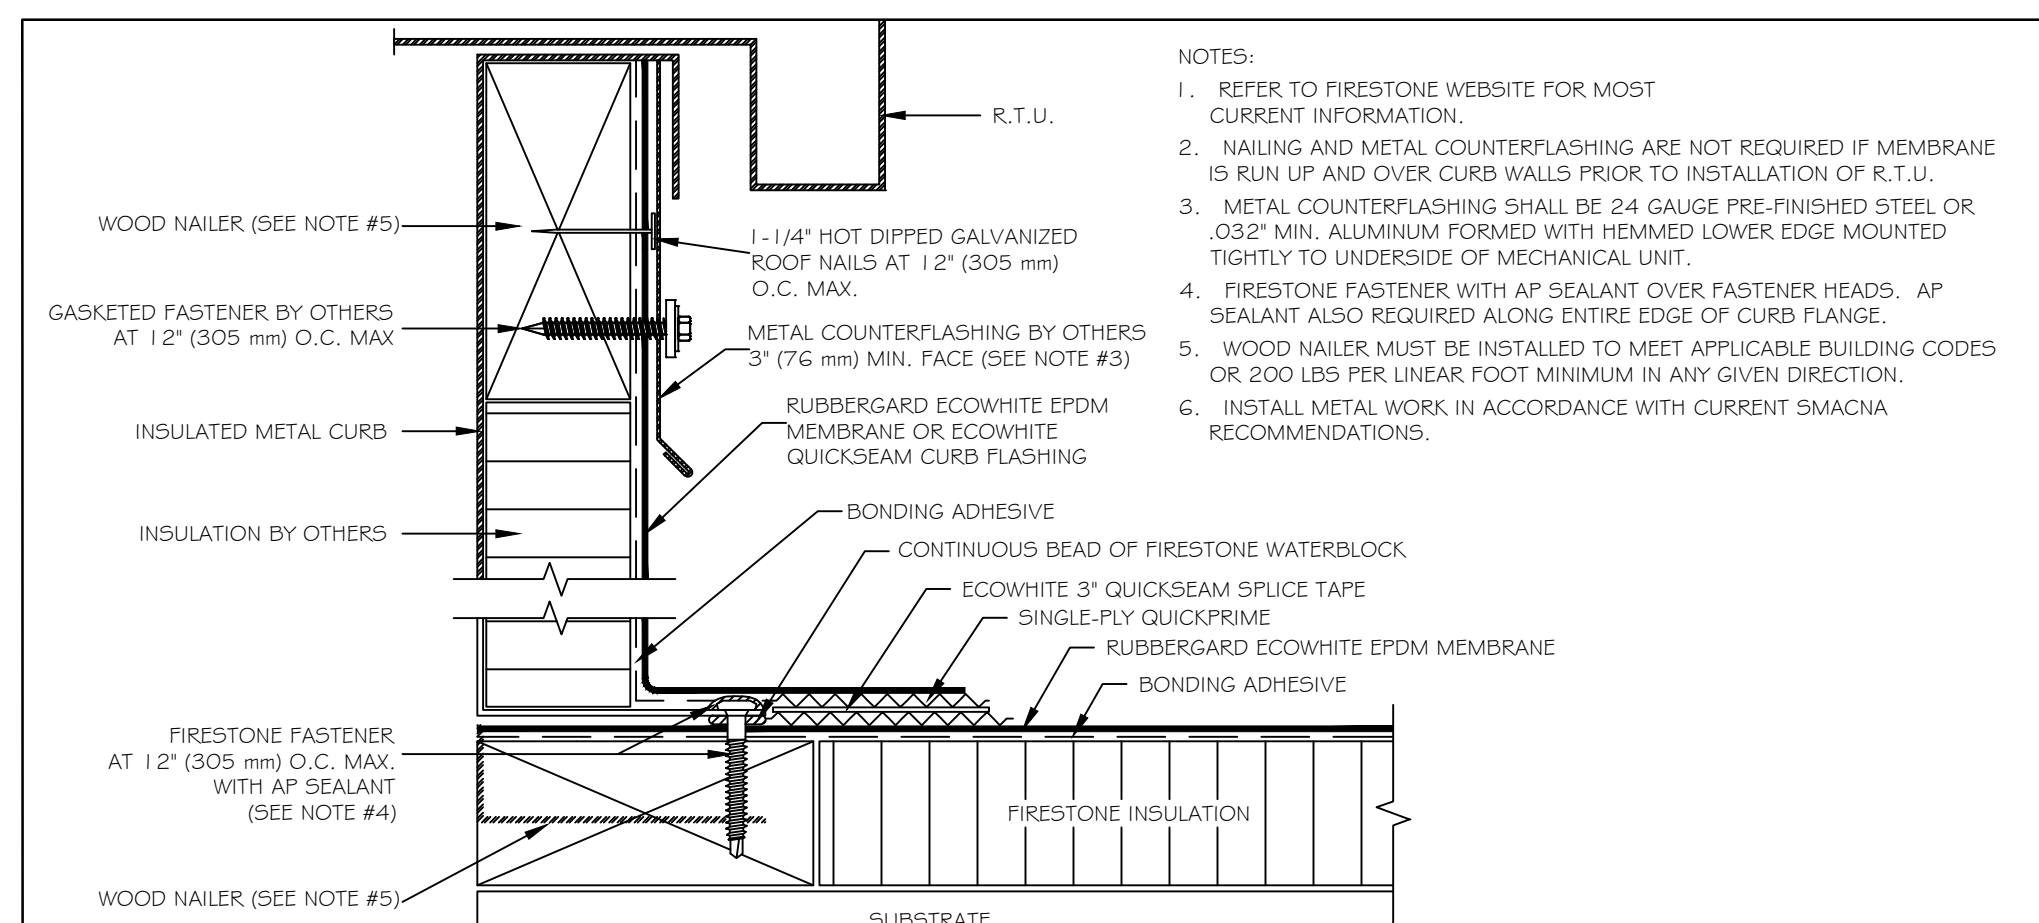 R.T.U.
WOOD NAILER (SEE NOTE #5)
1-1/4" HOT DIPPED GALVANIZED
ROOF NAILS AT 12" (305 mm)
O.C. MAX.
GASKETED FASTENER BY OTHERS
AT 12" (305 mm) O.C. MAX
METAL COUNTERFLASHING BY OTHERS
3" (76 mm) MIN. FACE (SEE NOTE #3)
INSULATED METAL CURB
RUBBERGARD ECOWHITE EPDM
MEMBRANE OR ECOWHITE
QUICKSEAM CURB FLASHING
INSULATION BY OTHERS
BONDING ADHESIVE
CONTINUOUS BEAD OF FIRESTONE WATERBLOCK
ECOWHITE 3" QUICKSEAM SPLICE TAPE
SINGLE-PLY QUICKPRIME
RUBBERGARD ECOWHITE EPDM MEMBRANE
BONDING ADHESIVE
FIRESTONE FASTENER
AT 12" (305 mm) O.C. MAX.
WITH AP SEALANT
(SEE NOTE #4)
FIRESTONE INSULATION
WOOD NAILER (SEE NOTE #5)
SUBSTRATE
NOTES:
1. REFER TO FIRESTONE WEBSITE FOR MOST
CURRENT INFORMATION.
2. NAILING AND METAL COUNTERFLASHING ARE NOT REQUIRED IF MEMBRANE
IS RUN UP AND OVER CURB WALLS PRIOR TO INSTALLATION OF R.T.U.
3. METAL COUNTERFLASHING SHALL BE 24 GAUGE PRE-FINISHED STEEL OR
.032" MIN. ALUMINUM FORMED WITH HEMMED LOWER EDGE MOUNTED
TIGHTLY TO UNDERSIDE OF MECHANICAL UNIT.
4. FIRESTONE FASTENER WITH AP SEALANT OVER FASTENER HEADS. AP
SEALANT ALSO REQUIRED ALONG ENTIRE EDGE OF CURB FLANGE.
5. WOOD NAILER MUST BE INSTALLED TO MEET APPLICABLE BUILDING CODES
OR 200 LBS PER LINEAR FOOT MINIMUM IN ANY GIVEN DIRECTION.
6. INSTALL METAL WORK IN ACCORDANCE WITH CURRENT SMACNA
RECOMMENDATIONS.